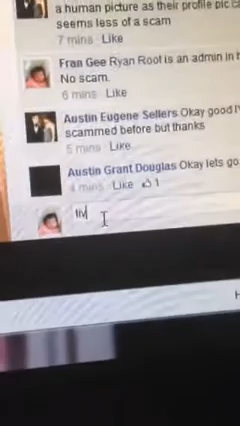 a human picture as their profile pic
seems less of a scam
7 mins · Like
Fran Gee Ryan Root is an admin in
No scam.
6 mins · Like
Austin Eugene Sellers Okay good
scammed before but thanks
5 mins · Like
Austin Grant Douglas Okay lets go
4 mins · Like 1